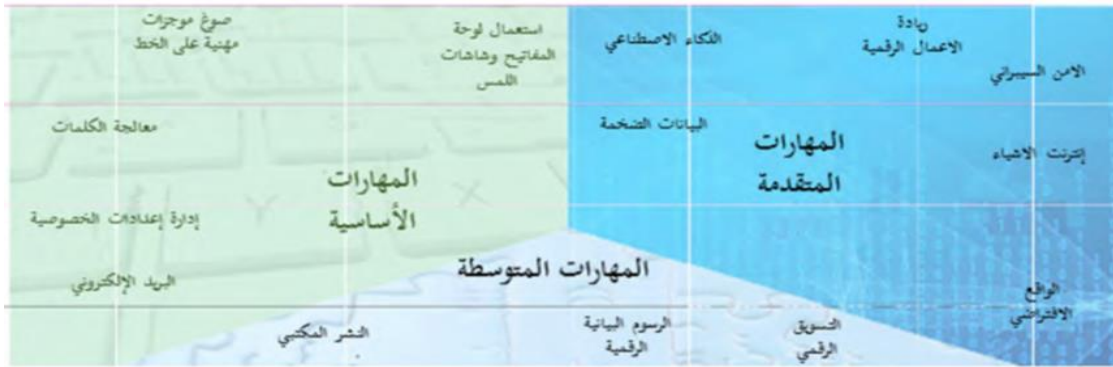 ريادة
الاعمال الرقمية
الامن السيبراني
الذكاء الاصطناعي
البيانات الضخمة
المهارات
المتقدمة
إنترنت الاشياء
الواقع
الافتراضي
استعمال لوحة
المفاتيح وشاشات
اللمس
صوغ موجزات
مهنية على الخط
معالجة الكلمات
المهارات
الأساسية
إدارة إعدادات الخصوصية
البريد الإلكتروني
المهارات المتوسطة
التسويق
الرقمي
الرسوم البيانية
الرقمية
النشر المكتبي